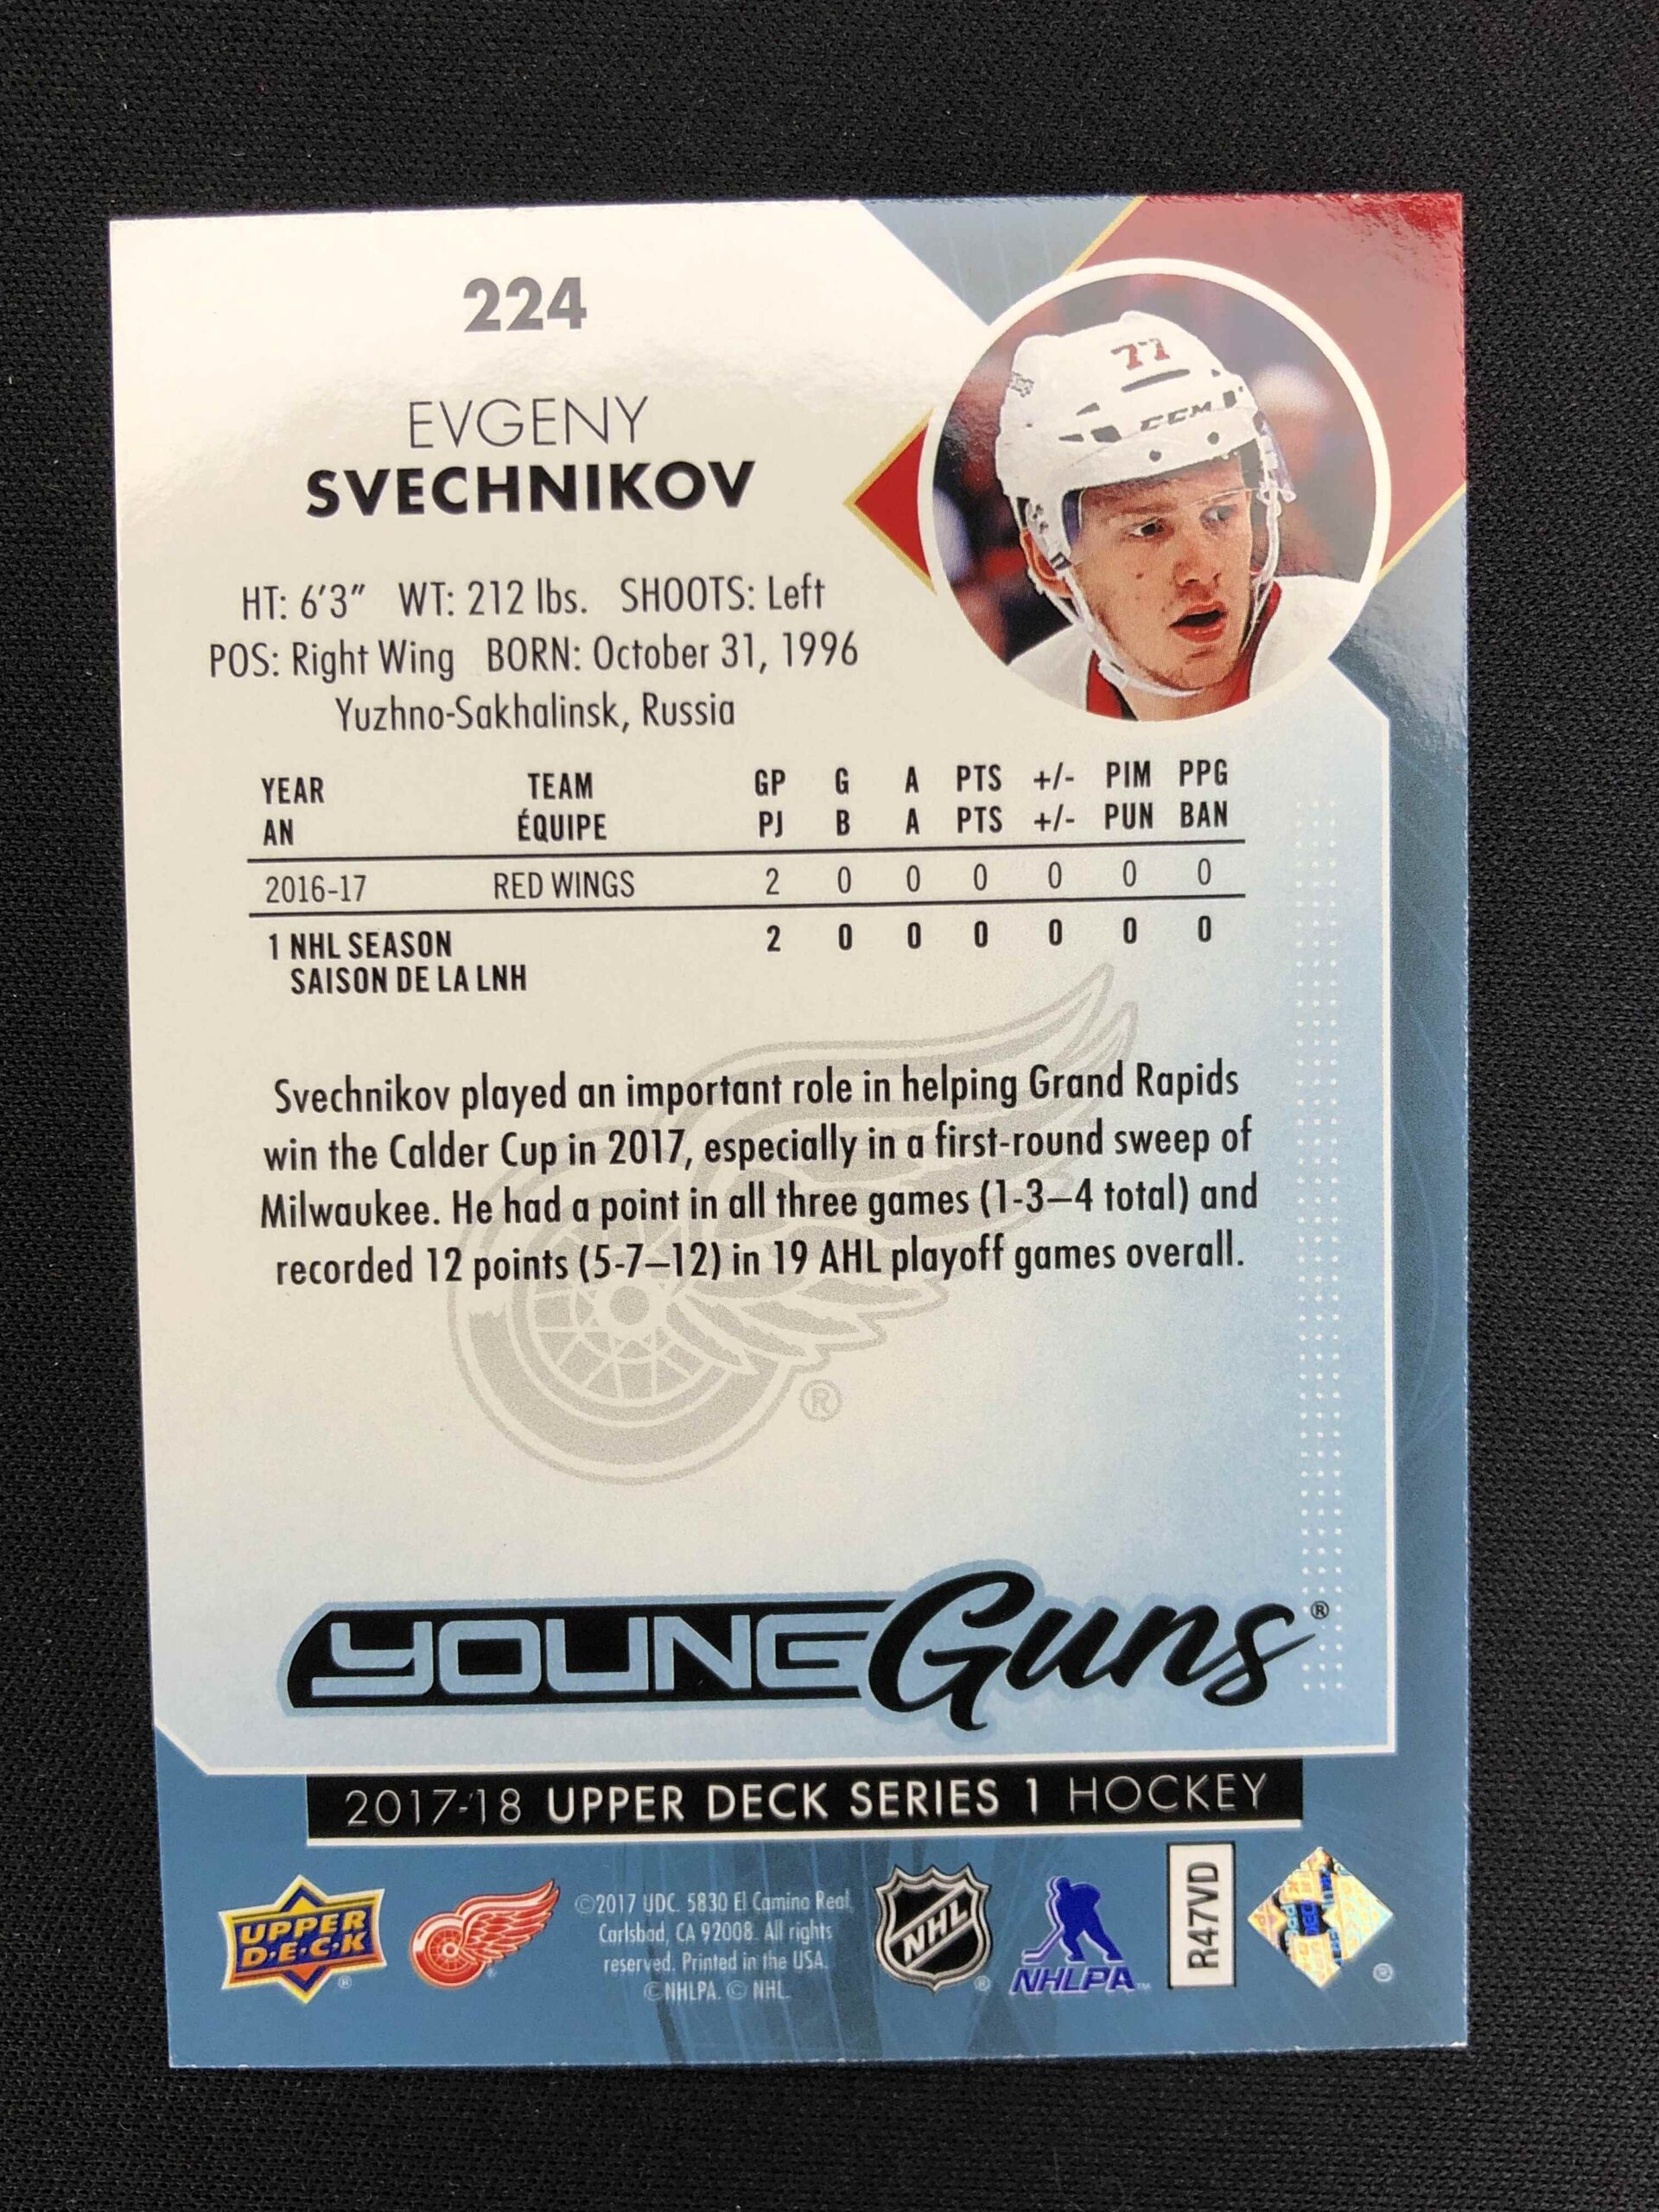 224
EVGENY
SVECHNIKOV
77
CCM
HT: 6'3" WT: 212 lbs. SHOOTS: Left
POS: Right Wing BORN: October 31, 1996
Yuzhno-Sakhalinsk, Russia
YEAR TEAM GP G A PTS +/- PIM PPG
AN ÉQUIPE PJ B A PTS +/- PUN BAN
2016-17 RED WINGS 2 0 0 0 0 0 0
1 NHL SEASON 2 0 0 0 0 0 0
SAISON DE LA LNH
Svechnikov played an important role in helping Grand Rapids
win the Calder Cup in 2017, especially in a first-round sweep of
Milwaukee. He had a point in all three games (1-3–4 total) and
recorded 12 points (5-7–12) in 19 AHL playoff games overall.
®
YOUNG Guns®
2017-18 UPPER DECK SERIES 1 HOCKEY
UPPER
D·E·C·K
®
©2017 UDC. 5830 El Camino Real,
Carlsbad, CA 92008. All rights
reserved. Printed in the USA.
©NHLPA. © NHL.
NHL
®
NHLPA™
R47VD